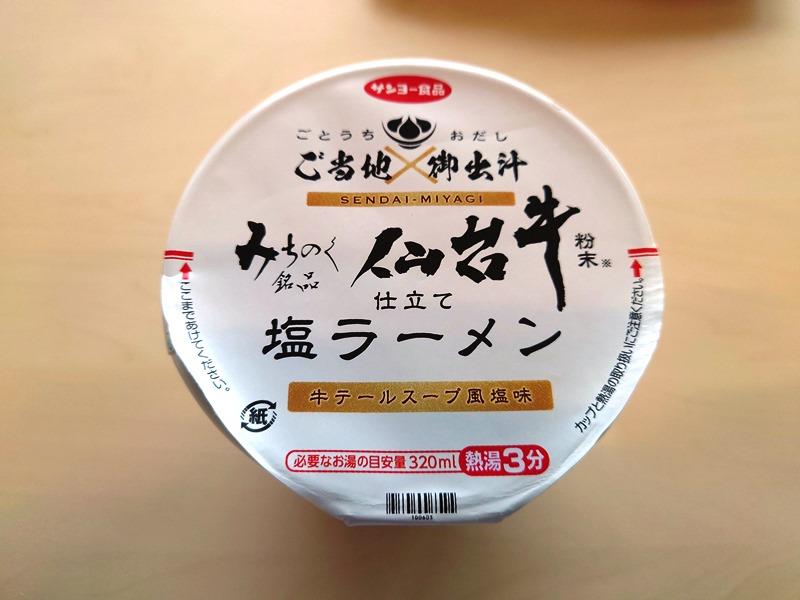 サンヨー食品
ごとうち おだし
ご当地×御出汁
SENDAI-MIYAGI
みちのく銘品
仙台牛粉末※
仕立て
塩ラーメン
牛テールスープ風塩味
ここまであけてください。
カップと熱湯の取り扱いにご注意ください。
紙
必要なお湯の目安量320ml 熱湯3分
100603